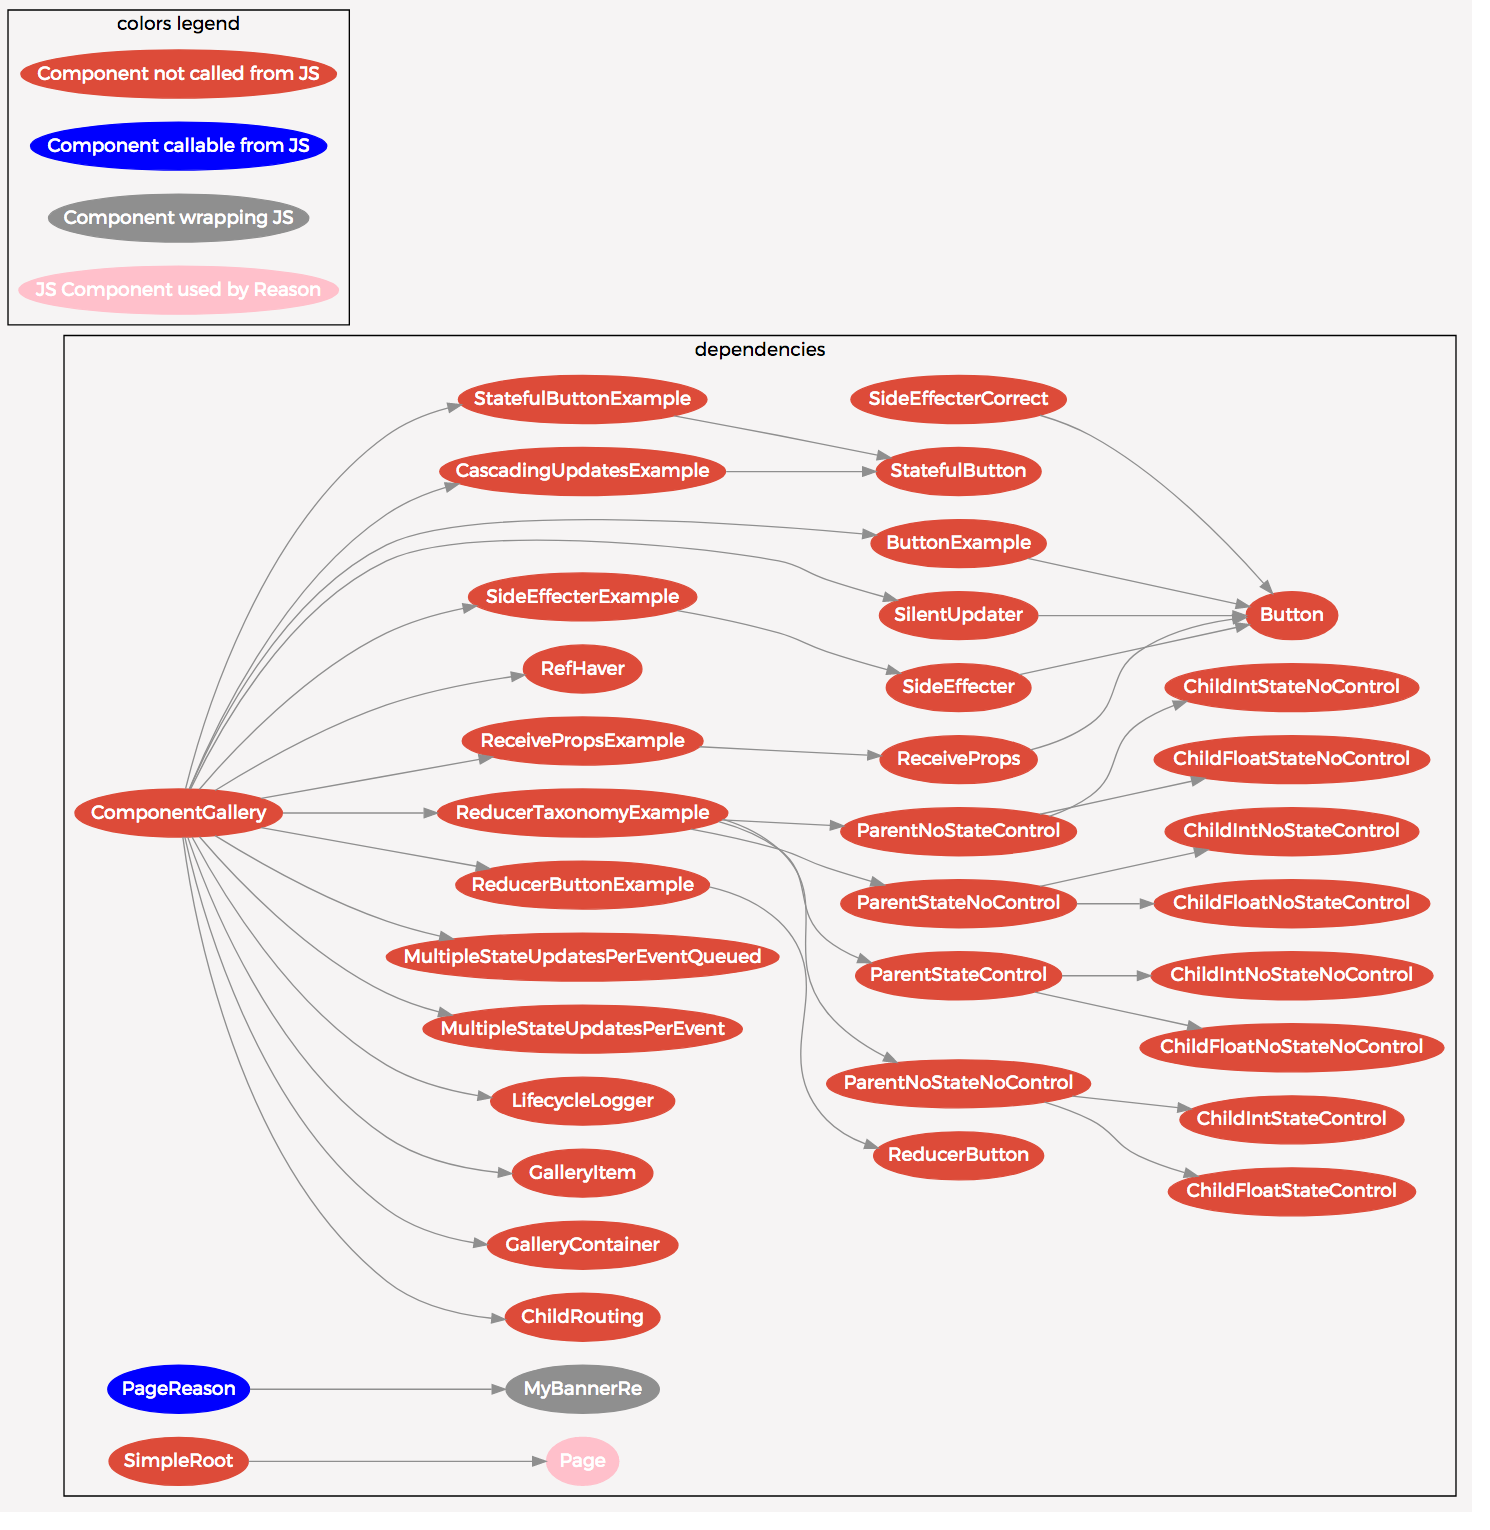 colors legend
Component not called from JS
Component callable from JS
Component wrapping JS
JS Component used by Reason
dependencies
StatefulButtonExample
SideEffecterCorrect
CascadingUpdatesExample
StatefulButton
ButtonExample
SideEffecterExample
SilentUpdater
Button
RefHaver
SideEffecter
ChildIntStateNoControl
ReceivePropsExample
ReceiveProps
ChildFloatStateNoControl
ComponentGallery
ReducerTaxonomyExample
ParentNoStateControl
ChildIntNoStateControl
ReducerButtonExample
ParentStateNoControl
ChildFloatNoStateControl
MultipleStateUpdatesPerEventQueued
ParentStateControl
ChildIntNoStateNoControl
MultipleStateUpdatesPerEvent
ChildFloatNoStateNoControl
LifecycleLogger
ParentNoStateNoControl
ChildIntStateControl
GalleryItem
ReducerButton
ChildFloatStateControl
GalleryContainer
ChildRouting
PageReason
MyBannerRe
SimpleRoot
Page